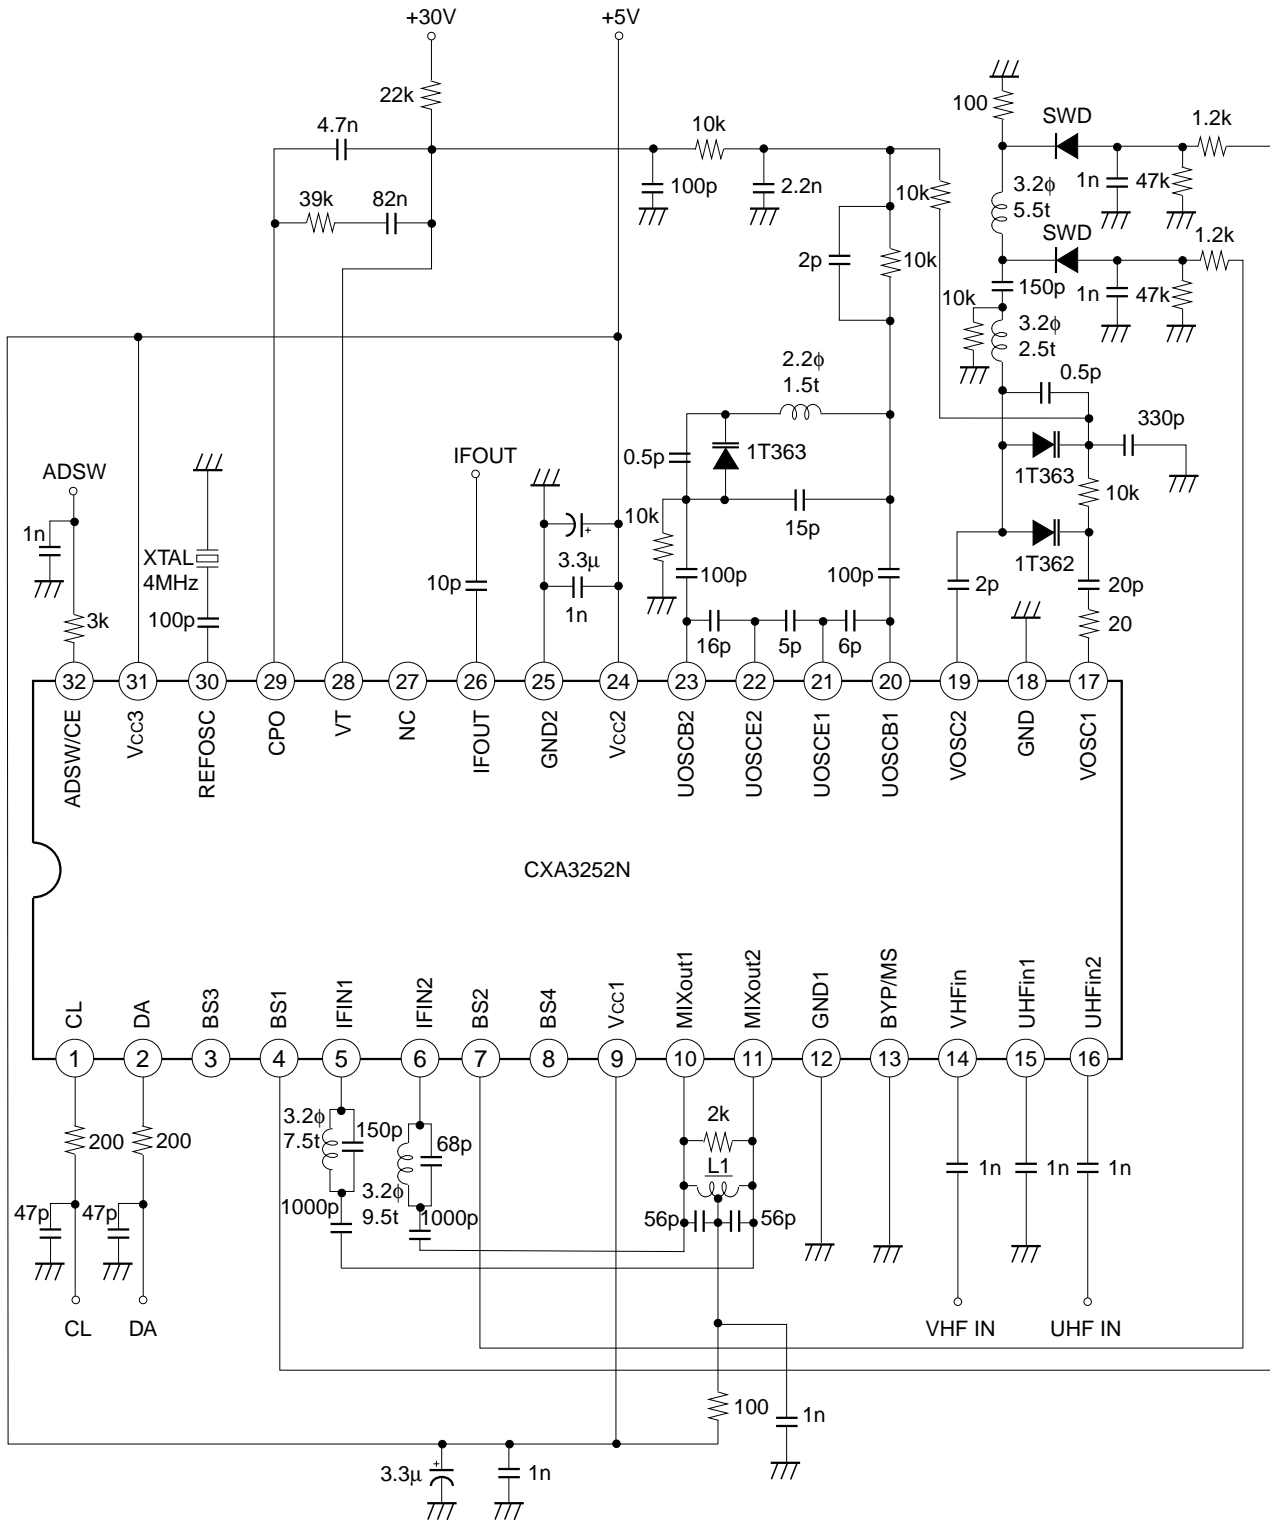 +30V
+5V
22k
100
SWD
1.2k
4.7n
10k
39k
82n
100p
2.2n
10k
3.2ϕ
5.5t
1n
47k
SWD
1.2k
2p
10k
150p
1n
47k
10k
3.2ϕ
2.5t
2.2ϕ
1.5t
0.5p
330p
ADSW
IFOUT
0.5p
1T363
1T363
10k
10k
15p
1n
XTAL
4MHz
3.3µ
1T362
10p
100p
100p
2p
20p
3k
100p
1n
16p
5p
6p
20
32
31
30
29
28
27
26
25
24
23
22
21
20
19
18
17
ADSW/CE
Vcc3
REFOSC
CPO
VT
NC
IFOUT
GND2
Vcc2
UOSCB2
UOSCE2
UOSCE1
UOSCB1
VOSC2
GND
VOSC1
CXA3252N
CL
DA
BS3
BS1
IFIN1
IFIN2
BS2
BS4
Vcc1
MIXout1
MIXout2
GND1
BYP/MS
VHFin
UHFin1
UHFin2
1
2
3
4
5
6
7
8
9
10
11
12
13
14
15
16
200
200
3.2ϕ
7.5t
150p
68p
2k
L1
1n
1n
1n
3.2ϕ
9.5t
47p
47p
1000p
1000p
56p
56p
CL
DA
VHF IN
UHF IN
100
1n
3.3µ
1n